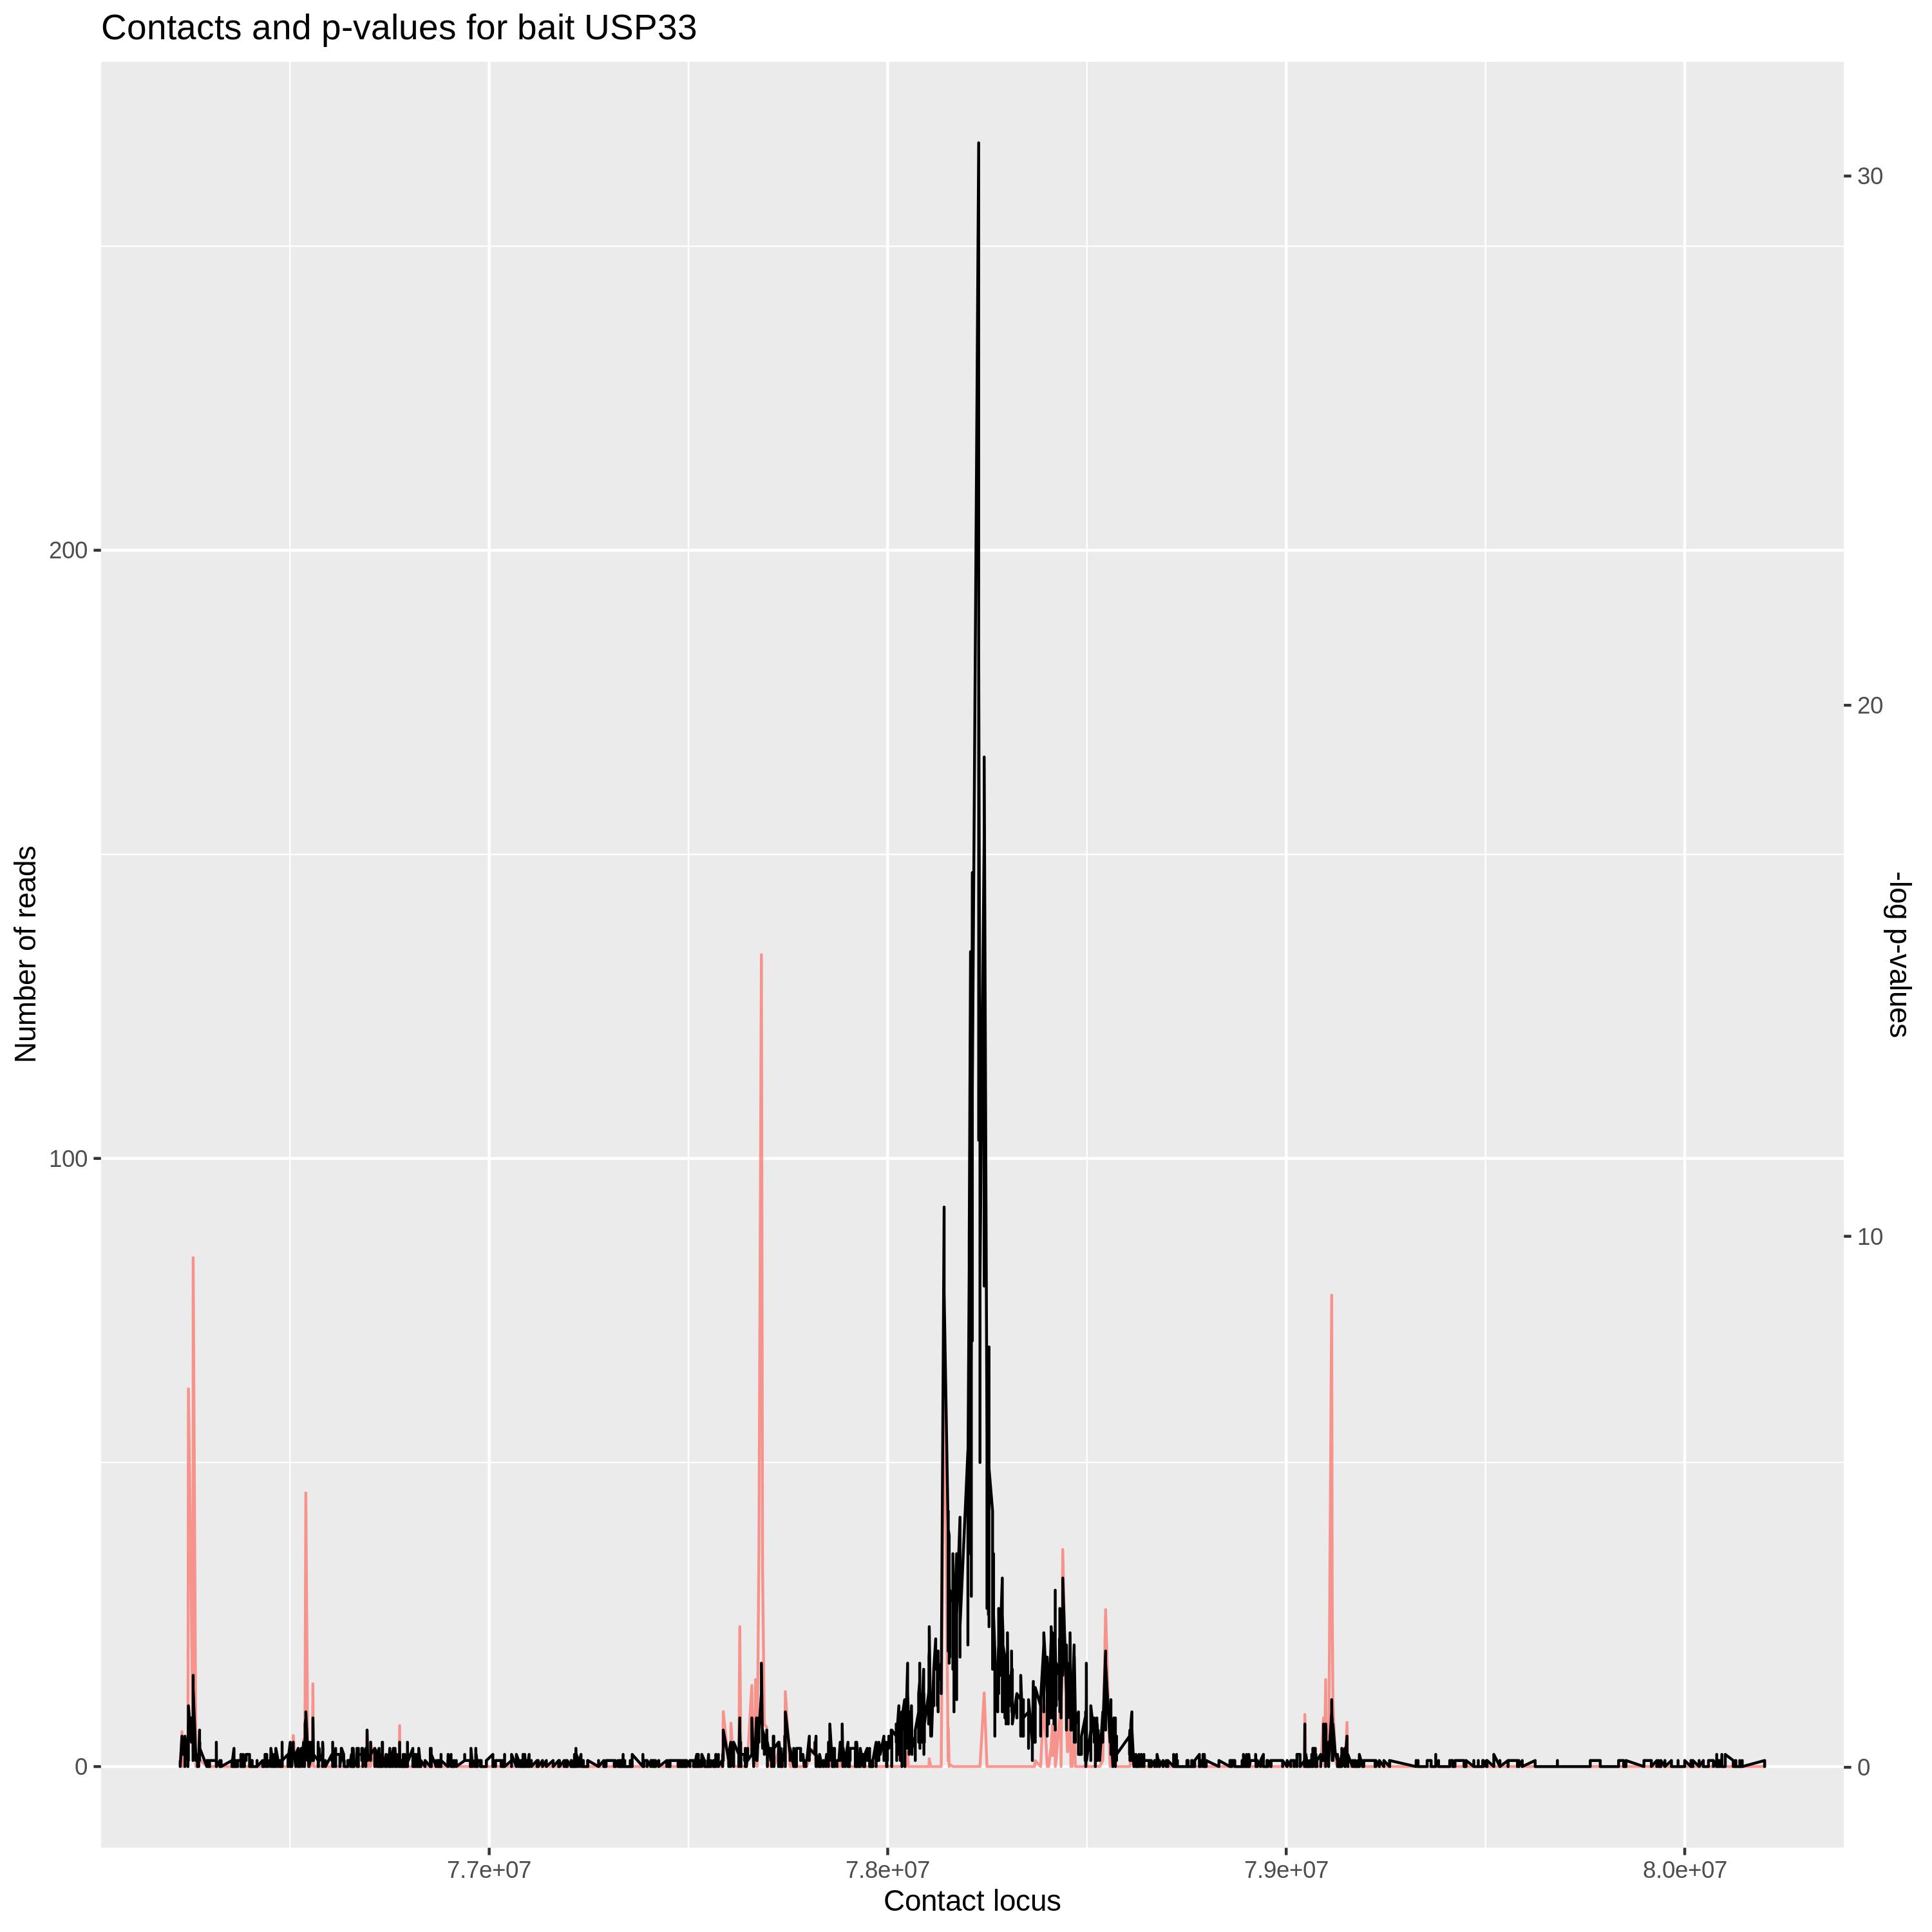 Contacts and p-values for bait USP33
Number of reads
200
100
0
30
20
10
0
-log p-values
7.7e+07
7.8e+07
7.9e+07
8.0e+07
Contact locus